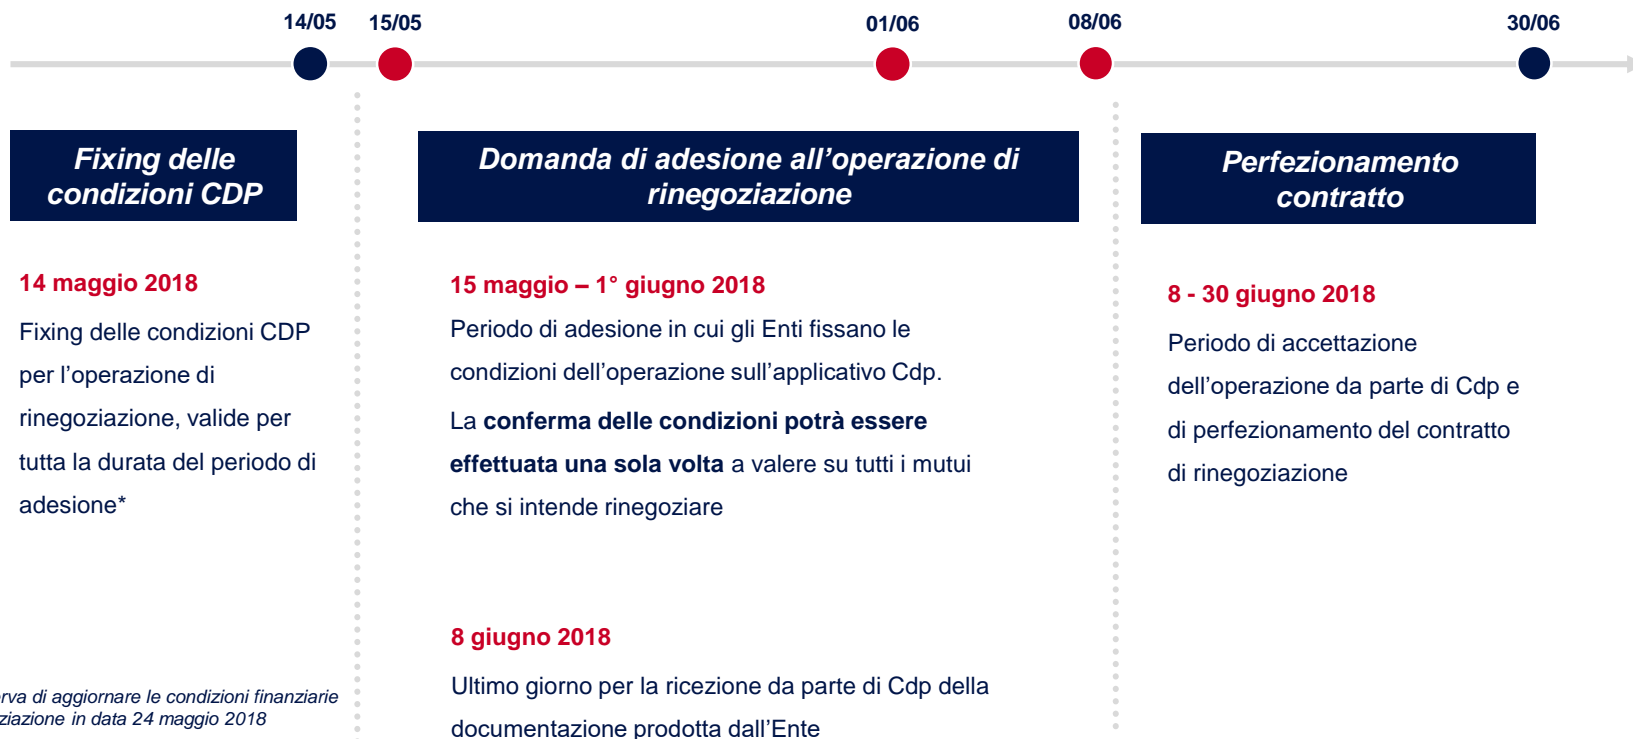 14/05
15/05
01/06
08/06
30/06
Fixing delle
condizioni CDP
14 maggio 2018
Fixing delle condizioni CDP
per l’operazione di
rinegoziazione, valide per
tutta la durata del periodo di
adesione*
di aggiornare le condizioni finanziarie
in data 24 maggio 2018
Domanda di adesione all’operazione di
rinegoziazione
15 maggio – 1° giugno 2018
Periodo di adesione in cui gli Enti fissano le
condizioni dell’operazione sull’applicativo Cdp.
La conferma delle condizioni potrà essere
effettuata una sola volta a valere su tutti i mutui
che si intende rinegoziare
8 giugno 2018
Ultimo giorno per la ricezione da parte di Cdp della
documentazione prodotta dall’Ente
Perfezionamento
contratto
8 - 30 giugno 2018
Periodo di accettazione
dell’operazione da parte di Cdp e
di perfezionamento del contratto
di rinegoziazione